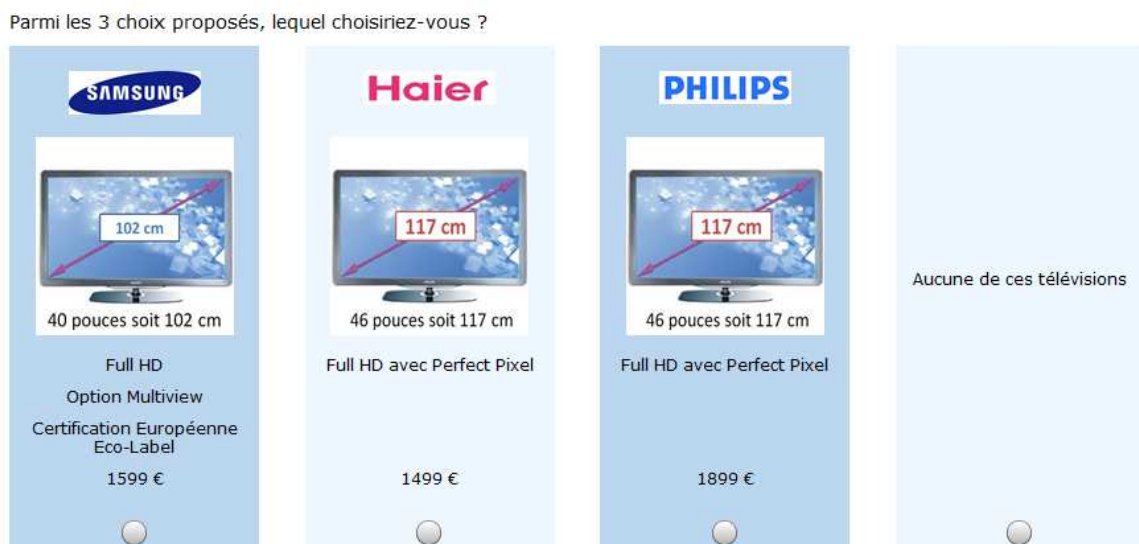 Parmi les 3 choix proposés, lequel choisiriez-vous ?
SAMSUNG
102 cm
40 pouces soit 102 cm
Full HD
Option Multiview
Certification Européenne
Eco-Label
1599 €
Haier
117 cm
46 pouces soit 117 cm
Full HD avec Perfect Pixel
1499 €
PHILIPS
117 cm
46 pouces soit 117 cm
Full HD avec Perfect Pixel
1899 €
Aucune de ces télévisions